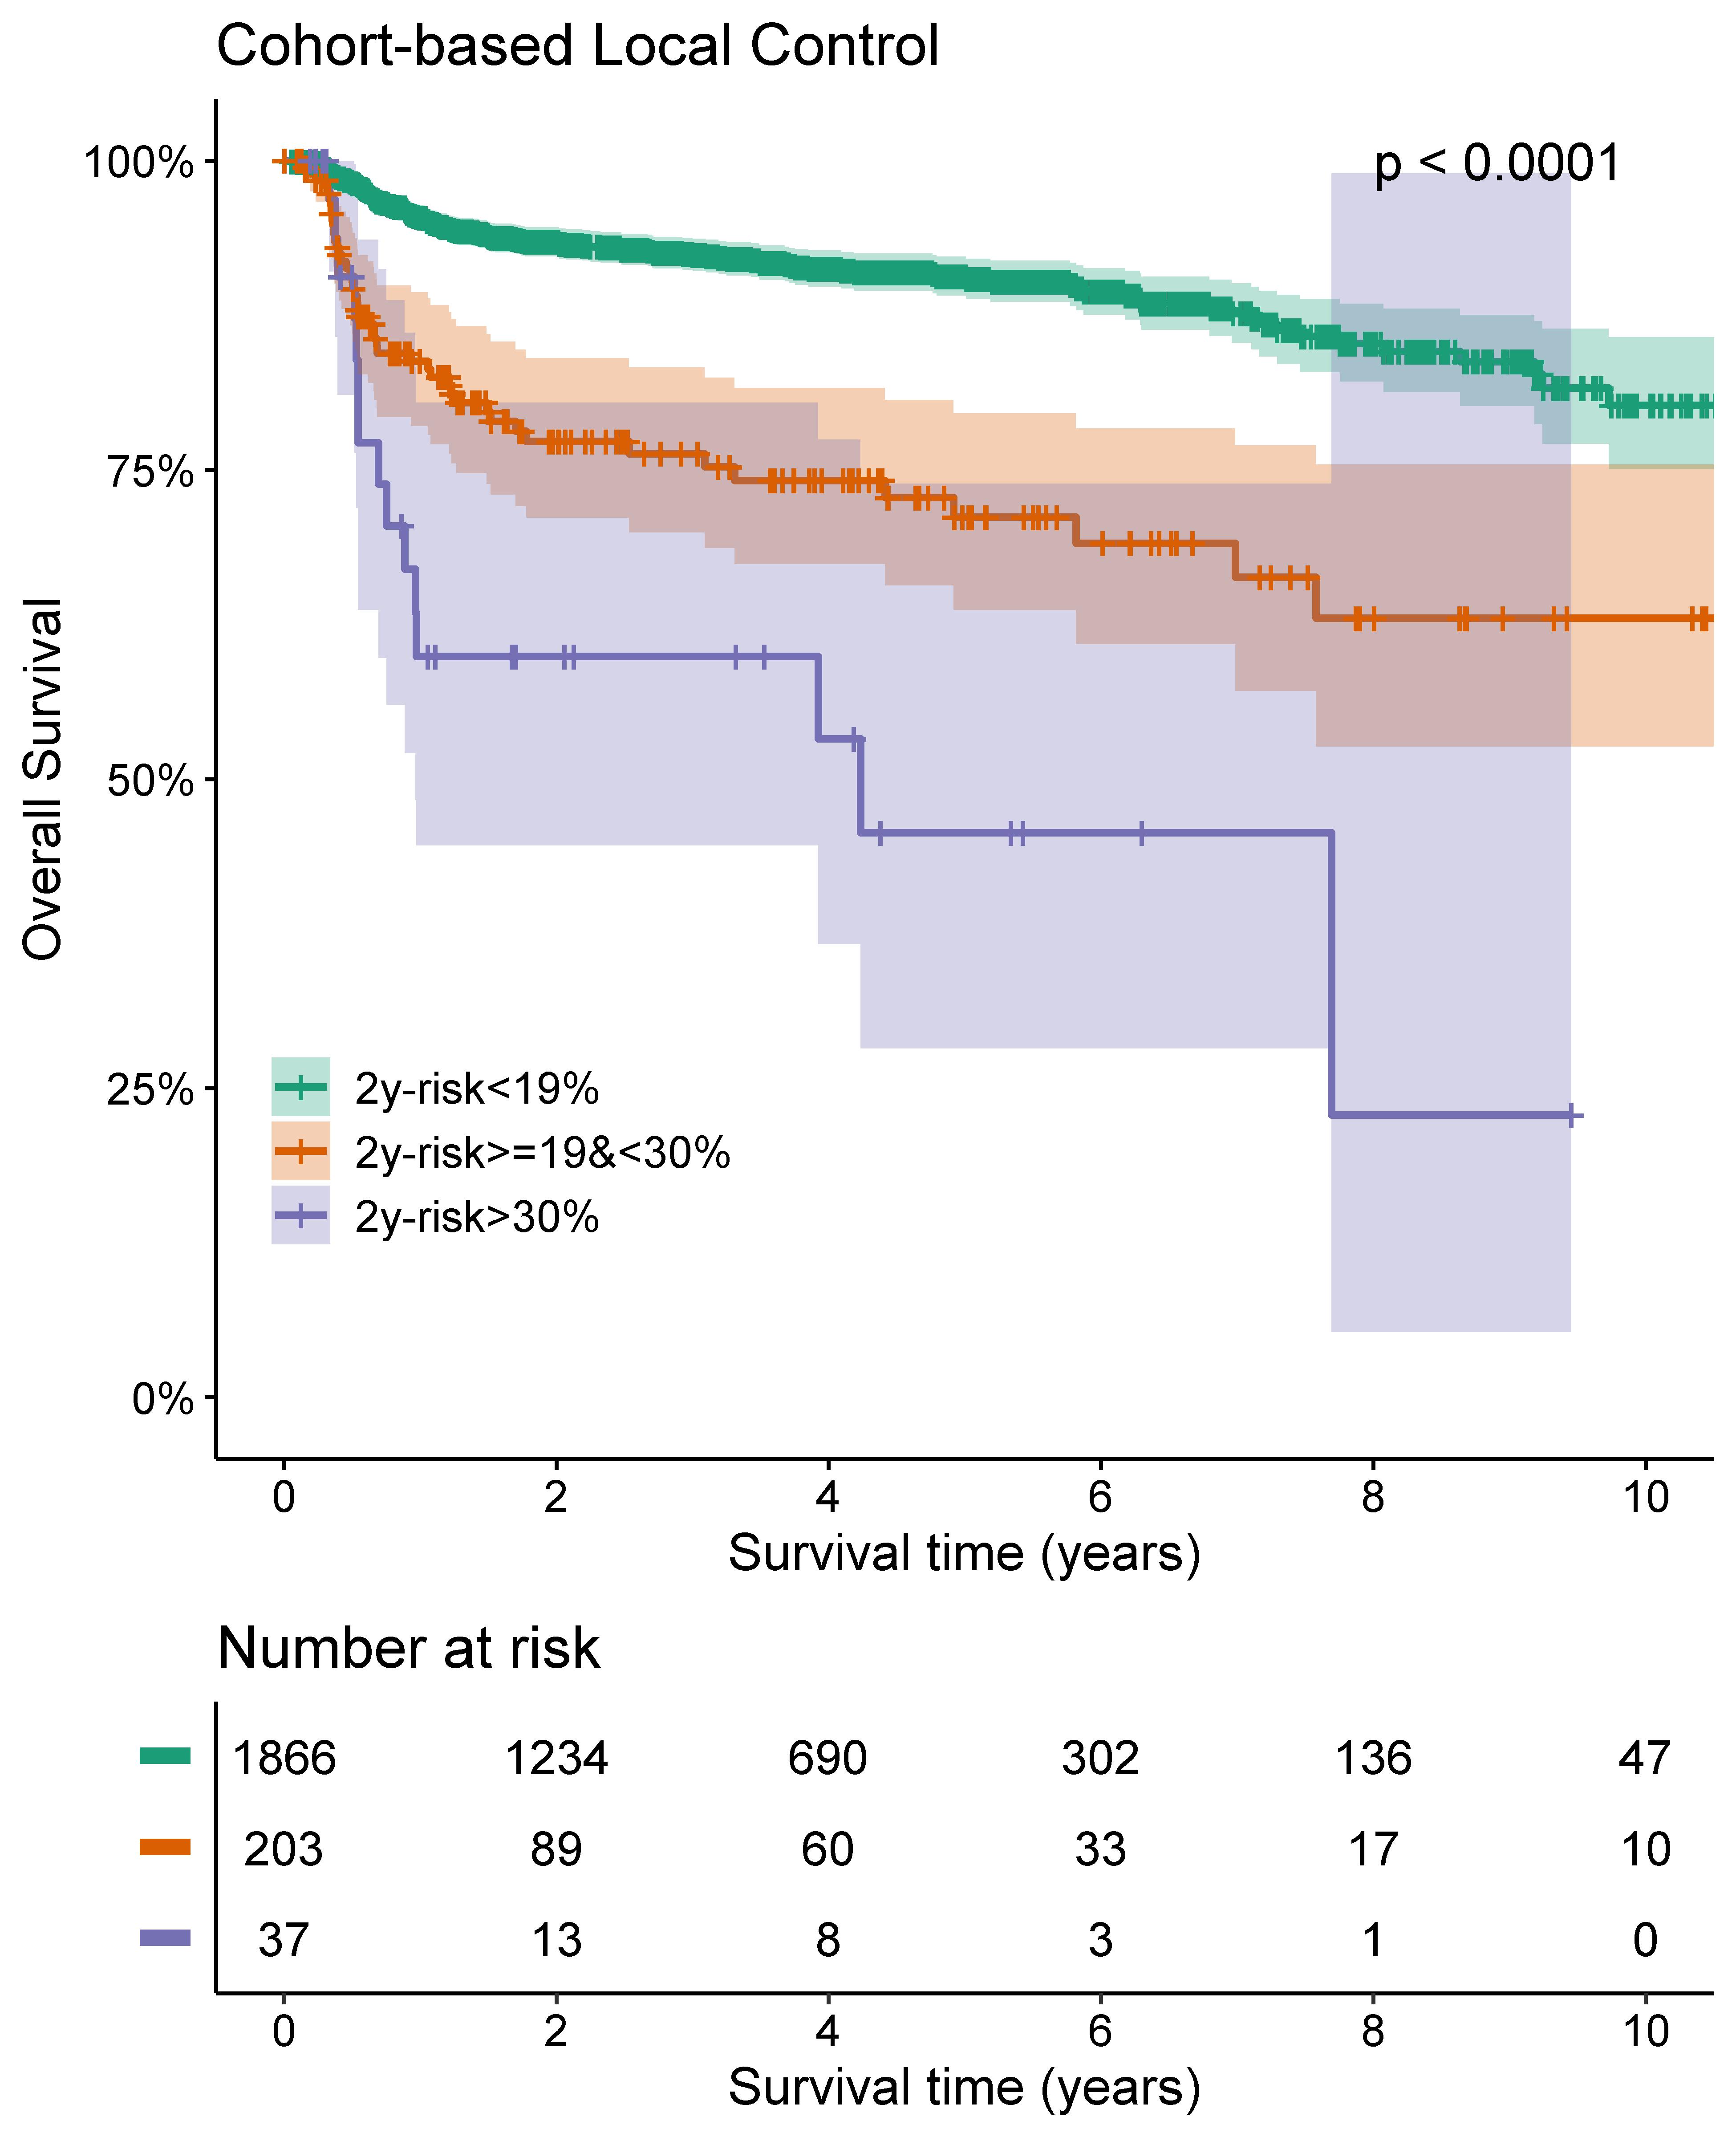 Cohort-based Local Control
p < 0.0001
100%
75%
50%
25%
0%
Overall Survival
2y-risk<19%
2y-risk>=19&<30%
2y-risk>30%
0 2 4 6 8 10
Survival time (years)
Number at risk
1866 1234 690 302 136 47
203 89 60 33 17 10
37 13 8 3 1 0
0 2 4 6 8 10
Survival time (years)